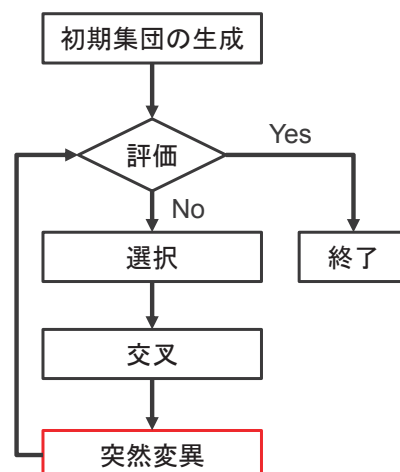 初期集団の生成
評価
Yes
No
選択
終了
交叉
突然変異